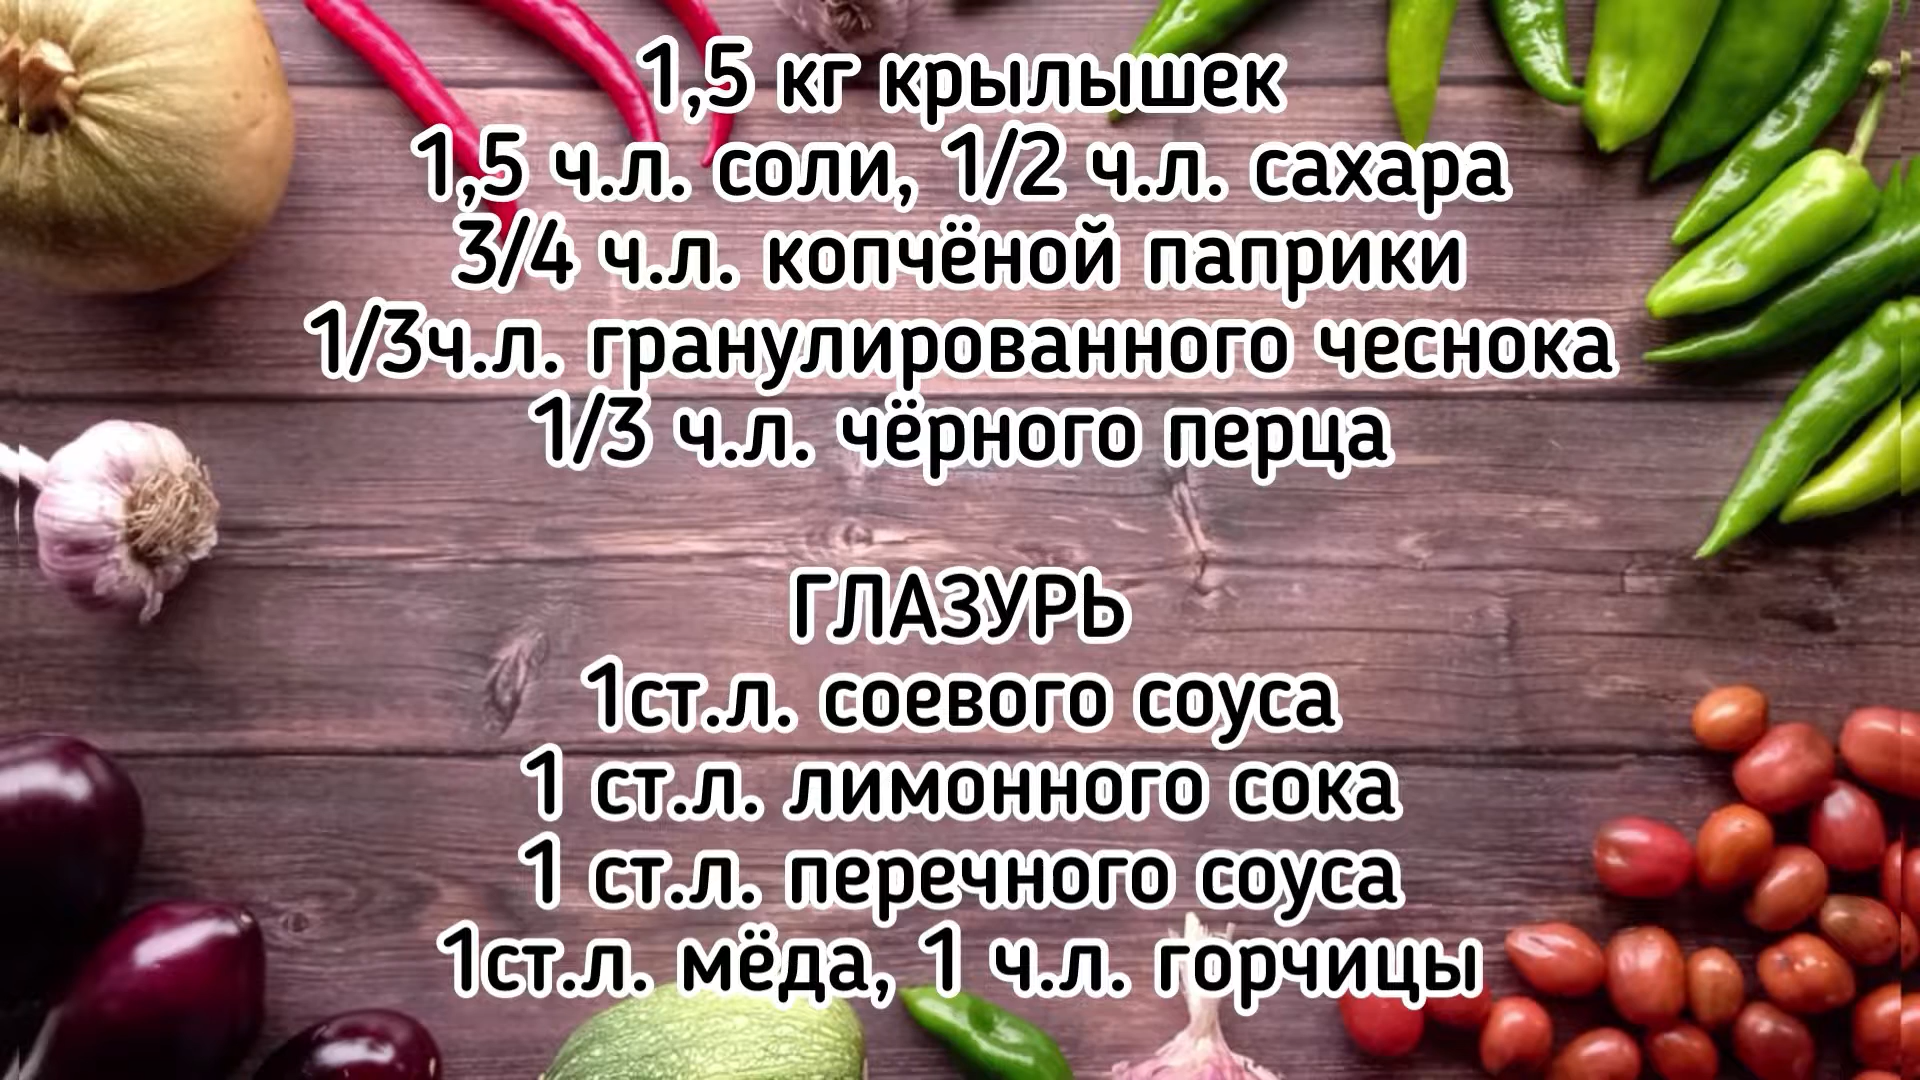 1,5 кг крылышек
1,5 ч.л. соли, 1/2 ч.л. сахара
3/4 ч.л. копчёной паприки
1/3ч.л. гранулированного чеснока
1/3 ч.л. чёрного перца
ГЛАЗУРЬ
1ст.л. соевого соуса
1 ст.л. лимонного сока
1 ст.л. перечного соуса
1ст.л. мёда, 1 ч.л. горчицы